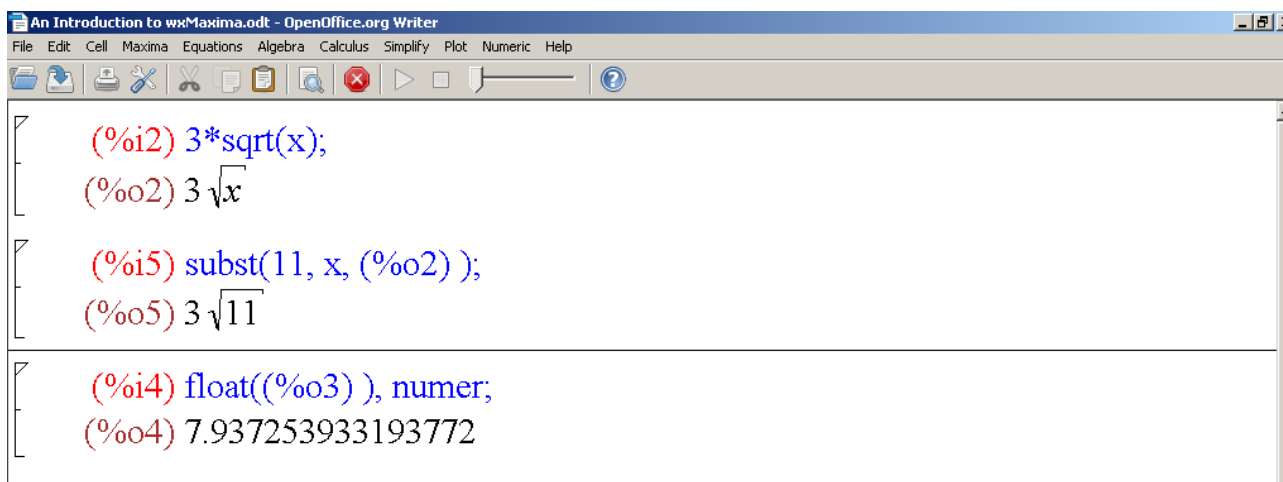 An Introduction to wxMaxima.odt - OpenOffice.org Writer
File Edit Cell Maxima Equations Algebra Calculus Simplify Plot Numeric Help
(%i2) 3*sqrt(x);
(%o2) 3 √x
(%i5) subst(11, x, (%o2) );
(%o5) 3 √11
(%i4) float((%o3) ), numer;
(%o4) 7.937253933193772